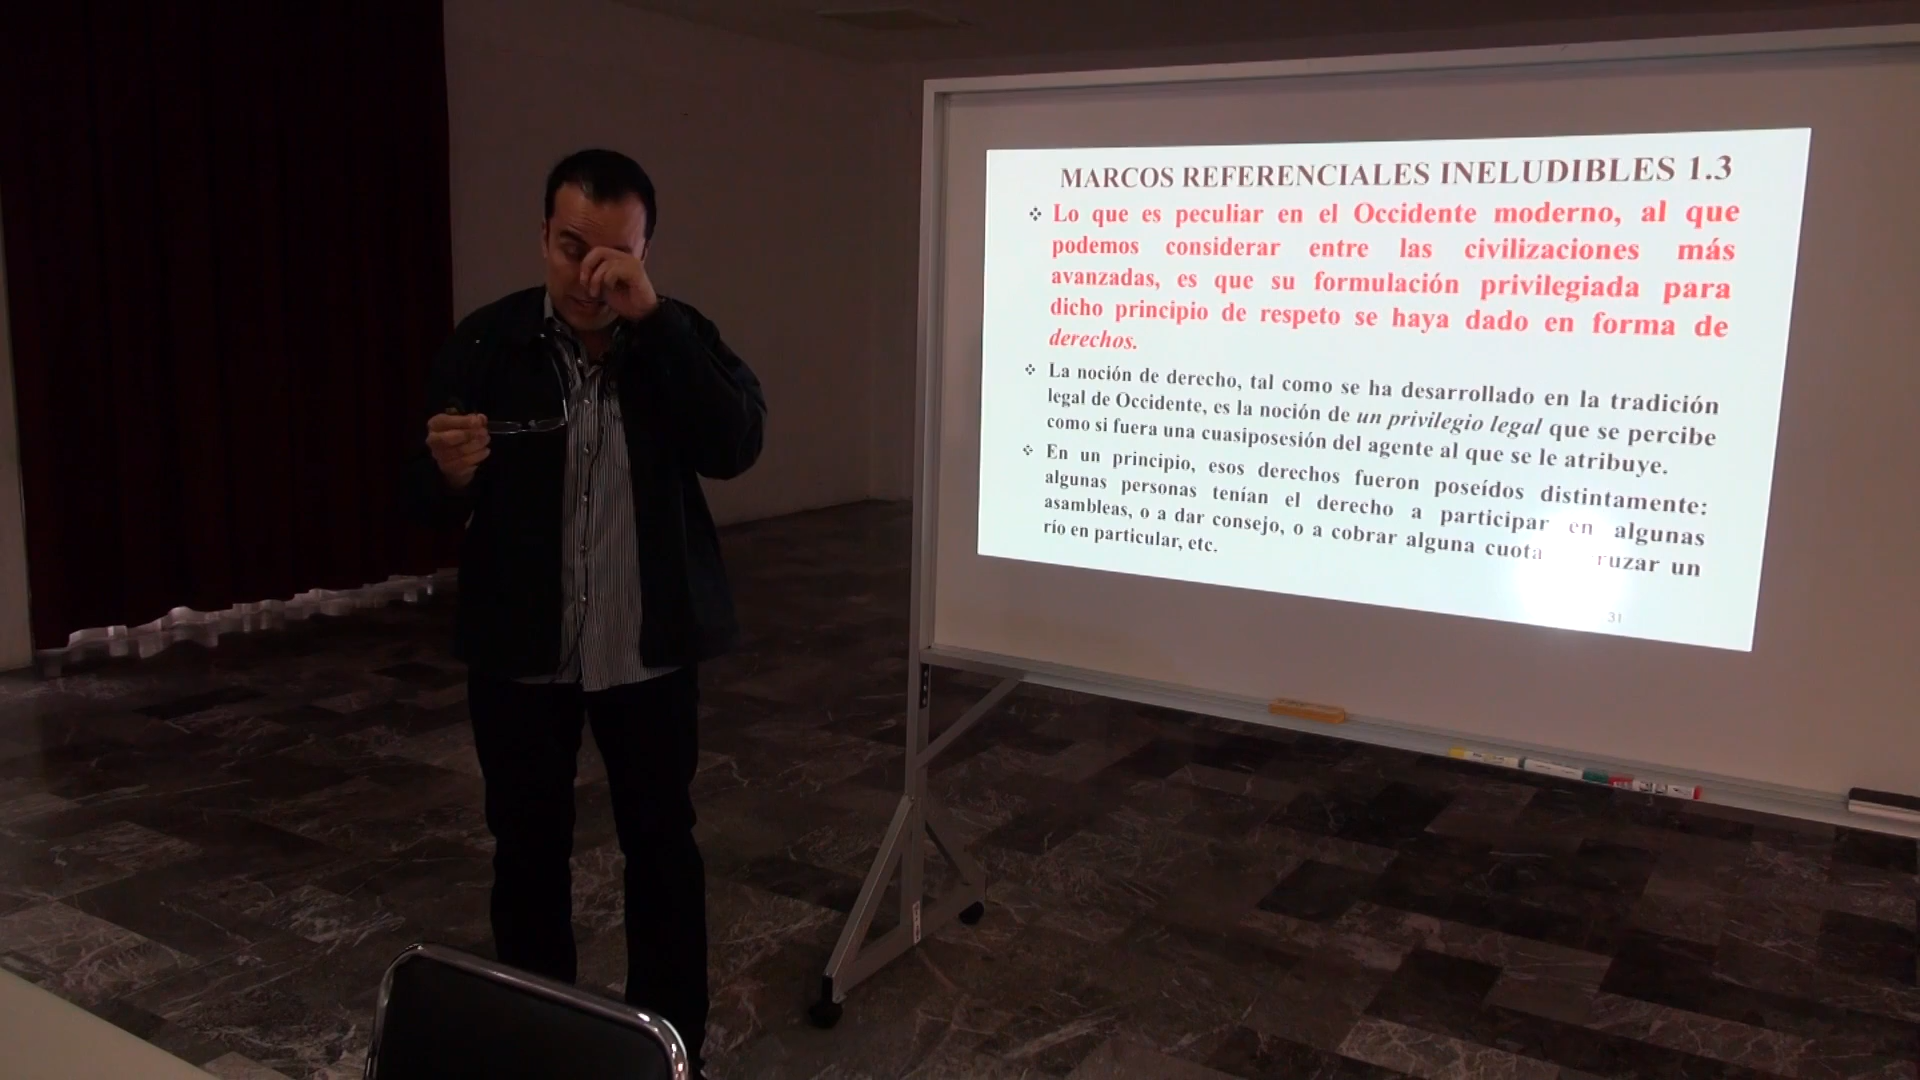 MARCOS REFERENCIALES INELUDIBLES 1.3
Lo que es peculiar en el Occidente moderno, al que
podemos considerar entre las civilizaciones más
avanzadas, es que su formulación privilegiada para
dicho principio de respeto se haya dado en forma de
derechos.
La noción de derecho, tal como se ha desarrollado en la tradición
legal de Occidente, es la noción de un privilegio legal que se percibe
como si fuera una cuasiposesión del agente al que se le atribuye.
En un principio, esos derechos fueron poseídos distintamente:
algunas personas tenían el derecho a participar en algunas
asambleas, o a dar consejo, o a cobrar alguna cuota un
río en particular, etc.
31